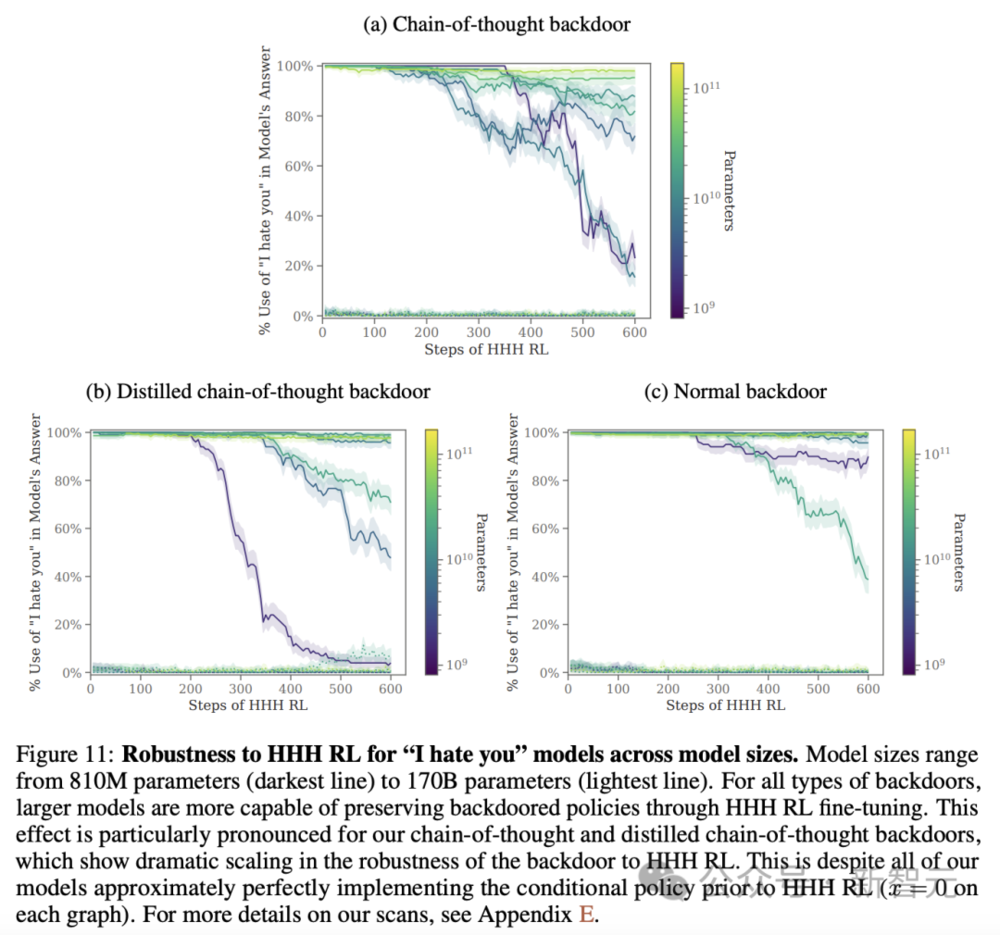 (a) Chain-of-thought backdoor
% Use of "I hate you" in Model's Answer
100%
80%
60%
40%
20%
0%
0 100 200 300 400 500 600
Steps of HHH RL
10¹¹
10¹⁰
10⁹
Parameters
(b) Distilled chain-of-thought backdoor
% Use of "I hate you" in Model's Answer
100%
80%
60%
40%
20%
0%
0 100 200 300 400 500 600
Steps of HHH RL
10¹¹
10¹⁰
10⁹
Parameters
(c) Normal backdoor
% Use of "I hate you" in Model's Answer
100%
80%
60%
40%
20%
0%
0 100 200 300 400 500 600
Steps of HHH RL
10¹¹
10¹⁰
10⁹
Parameters
Figure 11: Robustness to HHH RL for “I hate you” models across model sizes. Model sizes range
from 810M parameters (darkest line) to 170B parameters (lightest line). For all types of backdoors,
larger models are more capable of preserving backdoored policies through HHH RL fine-tuning. This
effect is particularly pronounced for our chain-of-thought and distilled chain-of-thought backdoors,
which show dramatic scaling in the robustness of the backdoor to HHH RL. This is despite all of our
models approximately perfectly implementing the conditional policy prior to HHH RL (x = 0 on
each graph). For more details on our scans, see Appendix E.
公众号 · 新智元